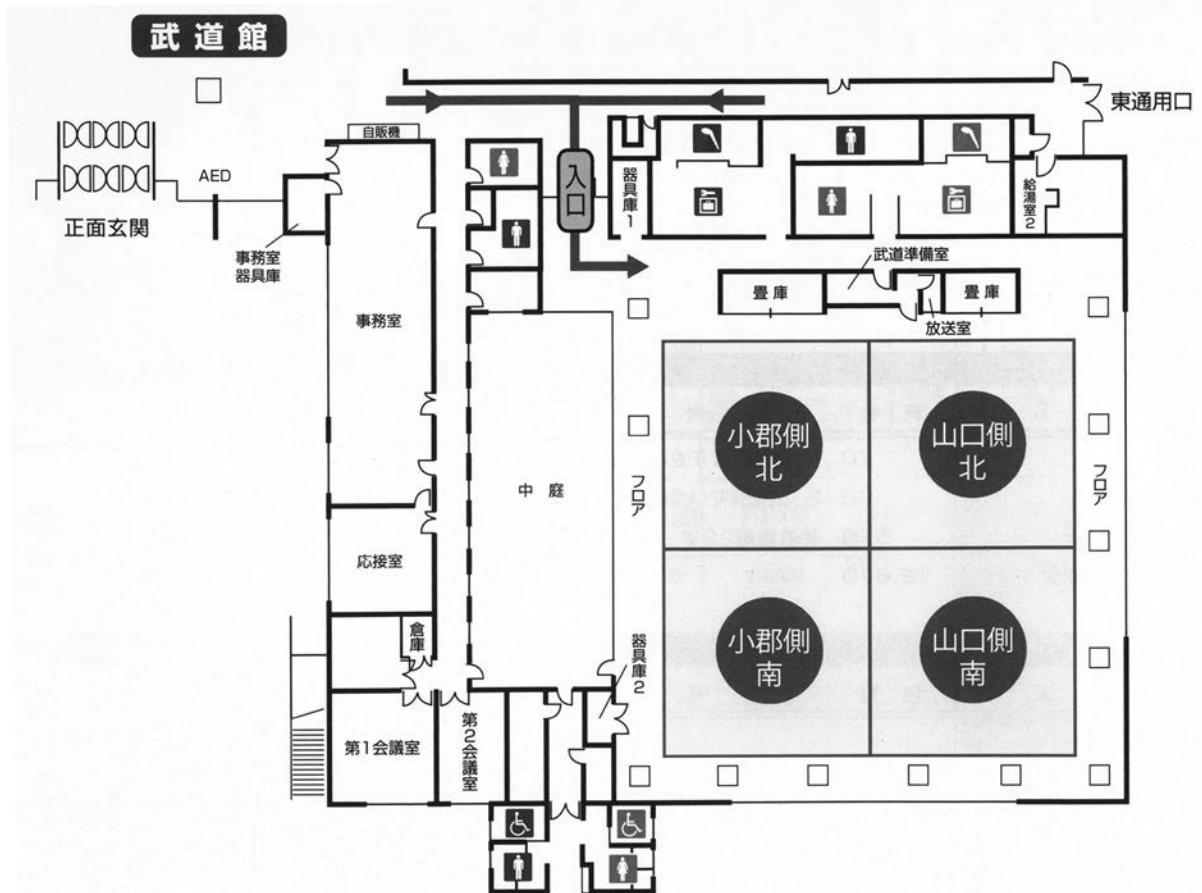 武道館
東通用口
自販機
AED
正面玄関
事務室
器具庫
入口
器具庫1
給湯室2
武道準備室
畳庫
畳庫
放送室
事務室
小郡側
北
山口側
北
中庭
フロア
フロア
応接室
倉庫
器具庫2
小郡側
南
山口側
南
第1会議室
第2会議室